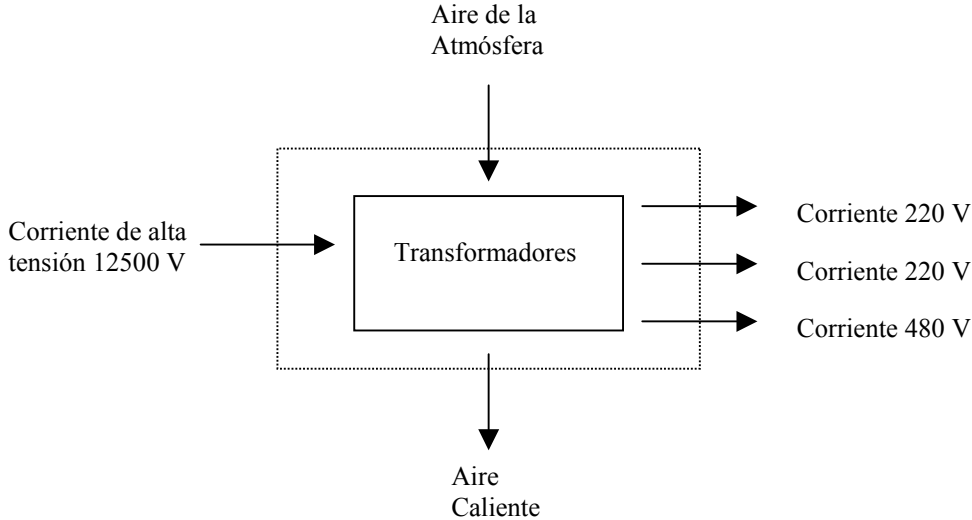 Aire de la
Atmósfera
Corriente de alta
tensión 12500 V
Transformadores
Corriente 220 V
Corriente 220 V
Corriente 480 V
Aire
Caliente